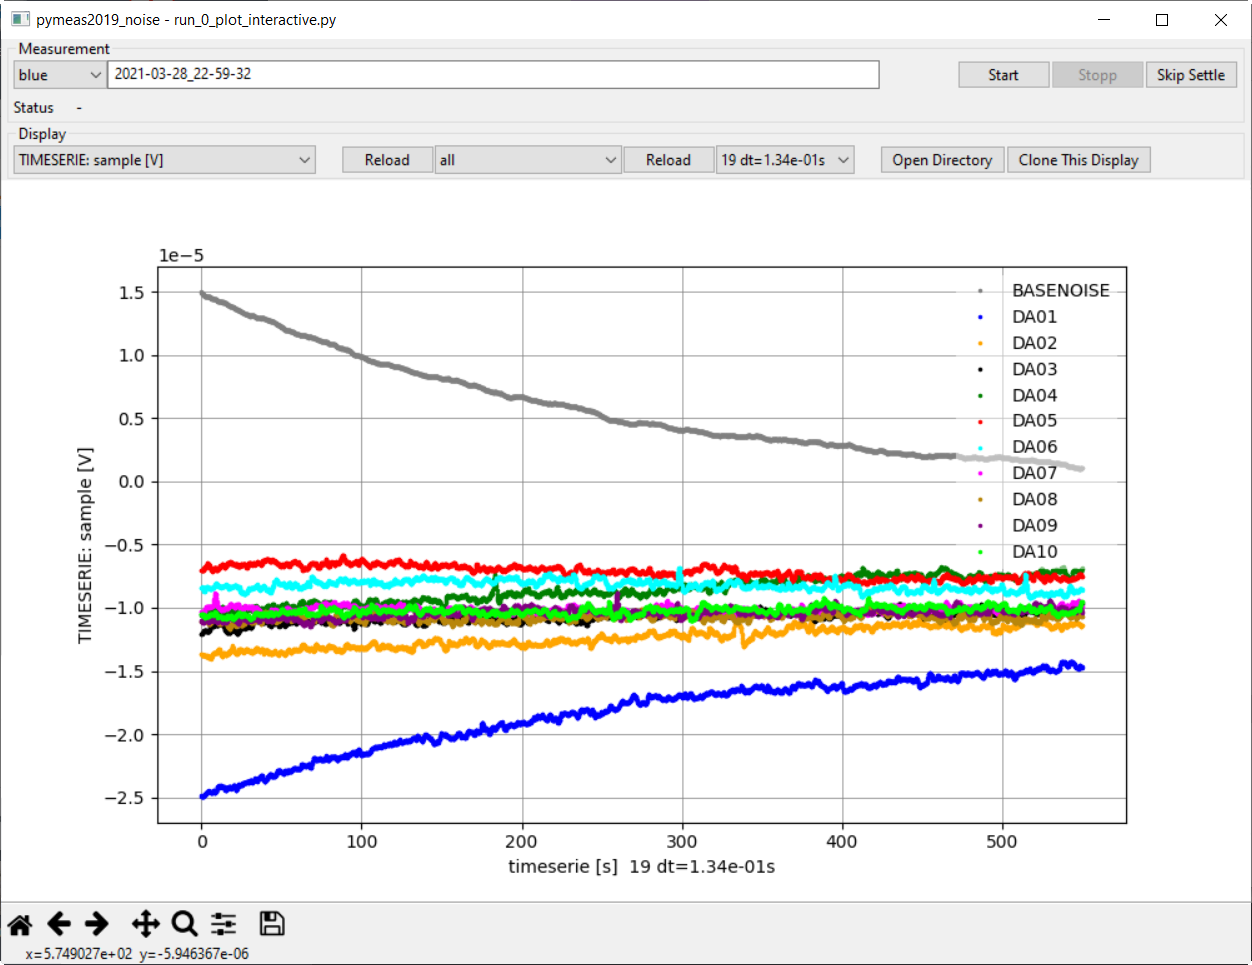 pymeas2019_noise - run_0_plot_interactive.py
Measurement
blue 2021-03-28_22-59-32 Start Stopp Skip Settle
Status -
Display
TIMESERIE: sample [V] Reload all Reload 19 dt=1.34e-01s Open Directory Clone This Display
1e−5
1.5
1.0
0.5
0.0
−0.5
−1.0
−1.5
−2.0
−2.5
TIMESERIE: sample [V]
BASENOISE
DA01
DA02
DA03
DA04
DA05
DA06
DA07
DA08
DA09
DA10
0 100 200 300 400 500
timeserie [s]  19 dt=1.34e-01s
x=5.749027e+02 y=-5.946367e-06